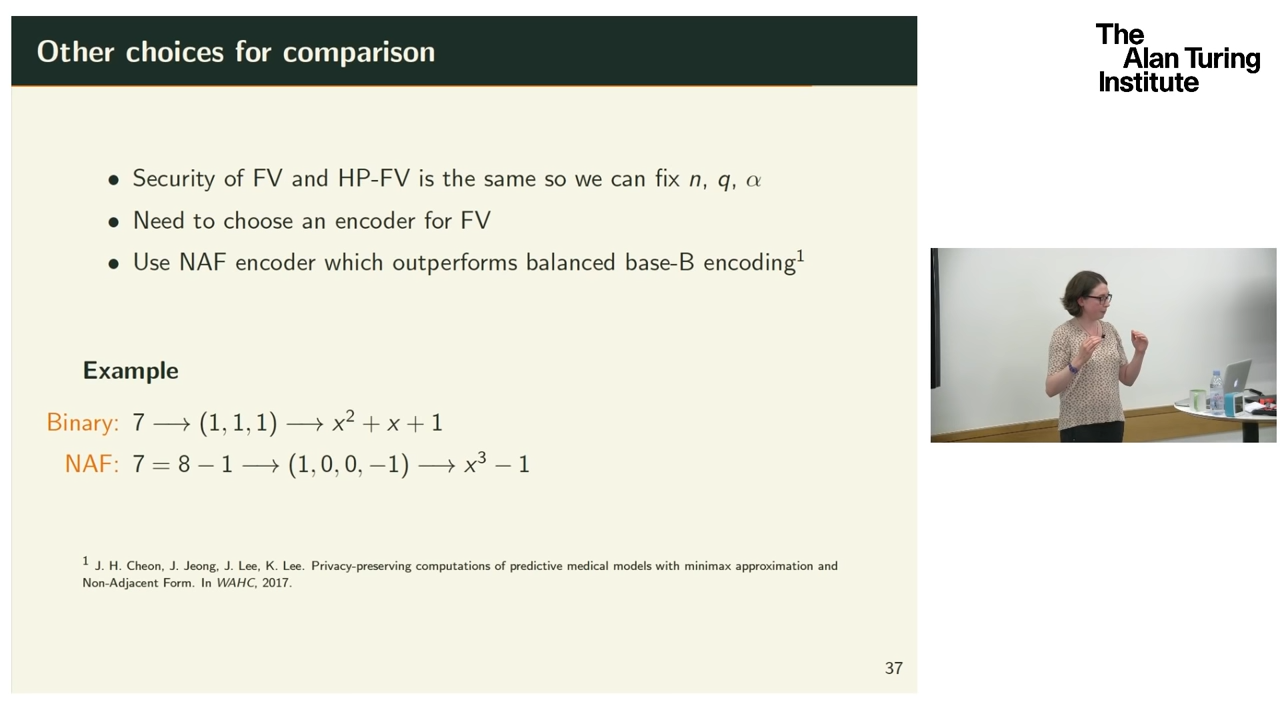 Other choices for comparison
The
Alan Turing
Institute
• Security of FV and HP-FV is the same so we can fix n, q, α
• Need to choose an encoder for FV
• Use NAF encoder which outperforms balanced base-B encoding¹
Example
Binary: 7 ⟶ (1, 1, 1) ⟶ x² + x + 1
NAF: 7 = 8 − 1 ⟶ (1, 0, 0, −1) ⟶ x³ − 1
¹ J. H. Cheon, J. Jeong, J. Lee, K. Lee. Privacy-preserving computations of predictive medical models with minimax approximation and
Non-Adjacent Form. In WAHC, 2017.
37